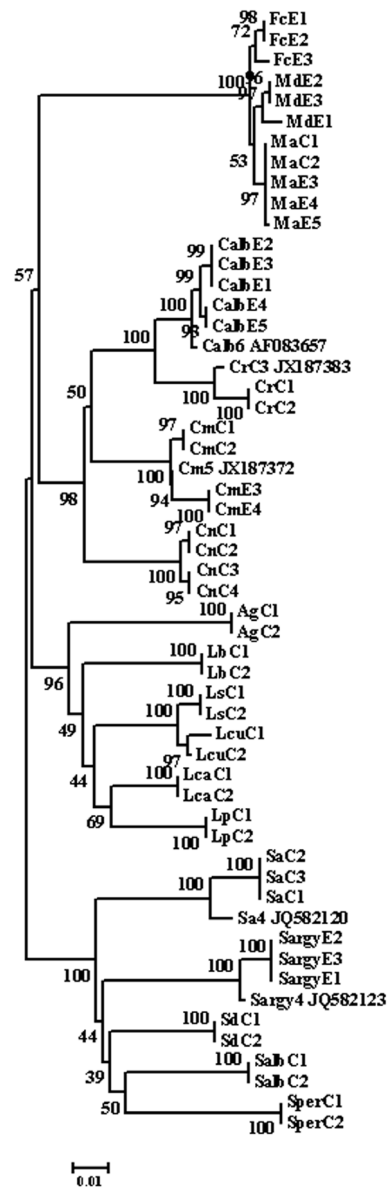 98
FcE1
72
FcE2
FcE3
100
96
MdE2
97
MdE3
MdE1
MaC1
MaC2
53
MaE3
97
MaE4
MaE5
57
99
CalbE2
CalbE3
99
CalbE1
100
CalbE4
98
CalbE5
Calb6 AF083657
100
CrC3 JX187383
CrC1
100
100
CrC2
50
97
CmC1
CmC2
100
Cm5 JX187372
94
CmE3
100
CmE4
98
97
CnC1
CnC2
100
CnC3
95
CnC4
100
AgC1
AgC2
96
100
LbC1
LbC2
49
100
LsC1
100
LsC2
LcuC1
97
LcuC2
44
100
LcaC1
LcaC2
69
LpC1
100
LpC2
SaC2
100
SaC3
100
SaC1
Sa4 JQ582120
100
SargyE2
100
SargyE3
100
SargyE1
Sargy4 JQ582123
44
100
SdC1
SdC2
39
100
SalbC1
SalbC2
50
SperC1
100
SperC2
0.01